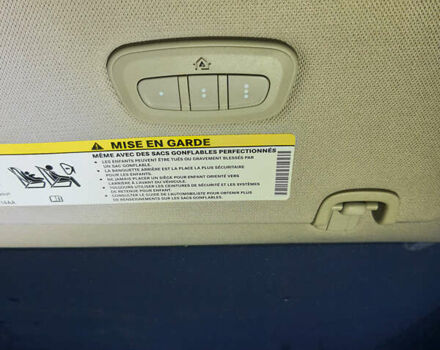 MISE EN GARDE
MÊME AVEC DES SACS GONFLABLES PERFECTIONNÉS
• LES ENFANTS PEUVENT ÊTRE TUÉS OU GRAVEMENT BLESSÉS PAR
UN SAC GONFLABLE.
• LA BANQUETTE ARRIÈRE EST LA PLACE LA PLUS SÉCURITAIRE
POUR LES ENFANTS.
• NE JAMAIS PLACER UN SIÈGE POUR ENFANT ORIENTÉ VERS
L'ARRIÈRE À L'AVANT DU VÉHICULE.
• TOUJOURS UTILISER LES CEINTURES DE SÉCURITÉ ET LES SYSTÈMES
DE RETENUE POUR ENFANT.
• CONSULTER LE GUIDE DE L'AUTOMOBILISTE POUR OBTENIR PLUS
DE RENSEIGNEMENTS SUR LES SACS GONFLABLES.
14AA